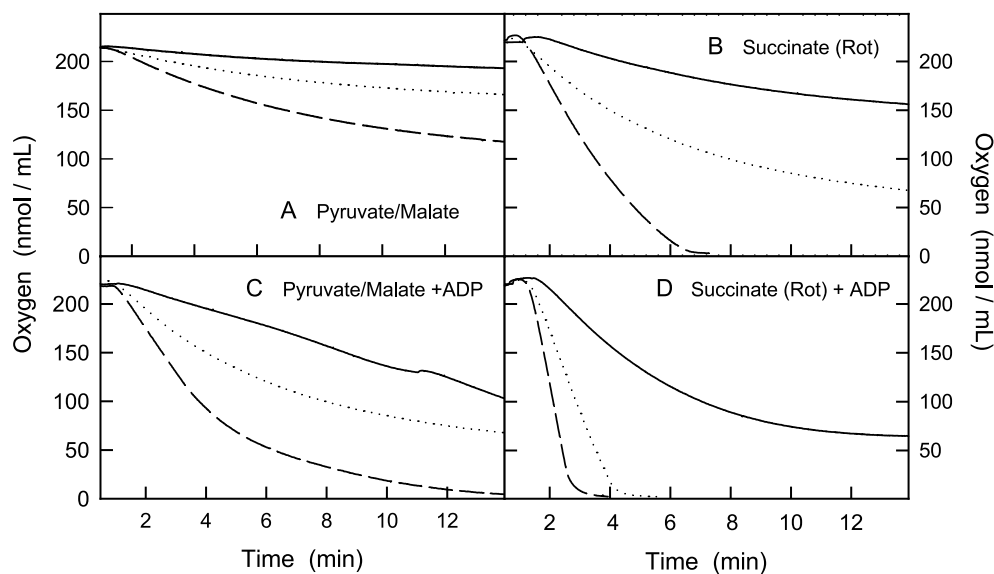 A Pyruvate/Malate
B Succinate (Rot)
C Pyruvate/Malate +ADP
D Succinate (Rot) + ADP
Oxygen (nmol / mL)
Oxygen (nmol / mL)
200
150
100
50
0
200
150
100
50
0
200
150
100
50
0
200
150
100
50
2 4 6 8 10 12
2 4 6 8 10 12
Time (min)
Time (min)